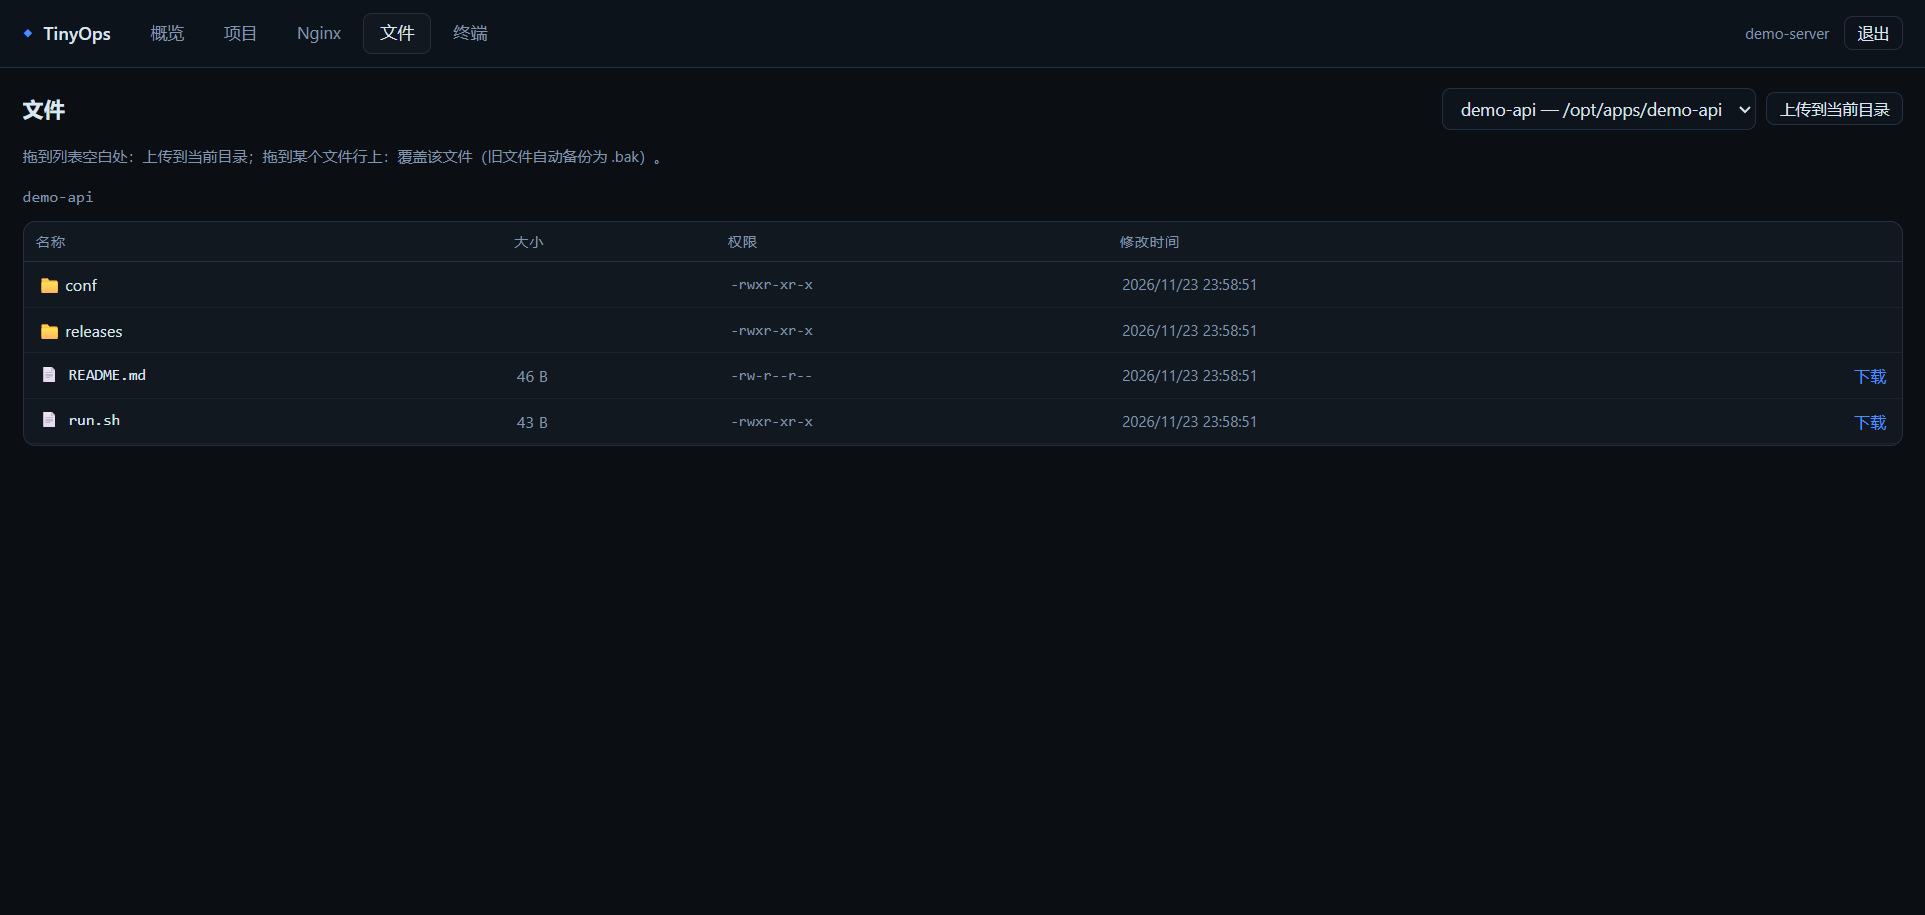 TinyOps 概览 项目 Nginx 文件 终端 demo-server 退出
文件 demo-api — /opt/apps/demo-api 上传到当前目录
拖到列表空白处：上传到当前目录；拖到某个文件行上：覆盖该文件（旧文件自动备份为 .bak）。
demo-api
名称 大小 权限 修改时间
conf -rwxr-xr-x 2026/11/23 23:58:51
releases -rwxr-xr-x 2026/11/23 23:58:51
README.md 46 B -rw-r--r-- 2026/11/23 23:58:51 下载
run.sh 43 B -rwxr-xr-x 2026/11/23 23:58:51 下载